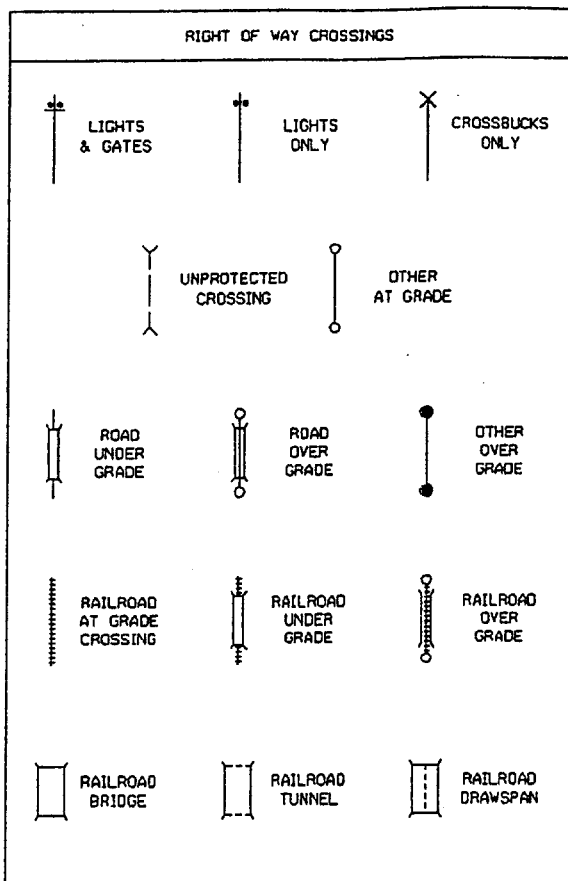 RIGHT OF WAY CROSSINGS
LIGHTS
& GATES
LIGHTS
ONLY
CROSSBUCKS
ONLY
UNPROTECTED
CROSSING
OTHER
AT GRADE
ROAD
UNDER
GRADE
ROAD
OVER
GRADE
OTHER
OVER
GRADE
RAILROAD
AT GRADE
CROSSING
RAILROAD
UNDER
GRADE
RAILROAD
OVER
GRADE
RAILROAD
BRIDGE
RAILROAD
TUNNEL
RAILROAD
DRAWSPAN